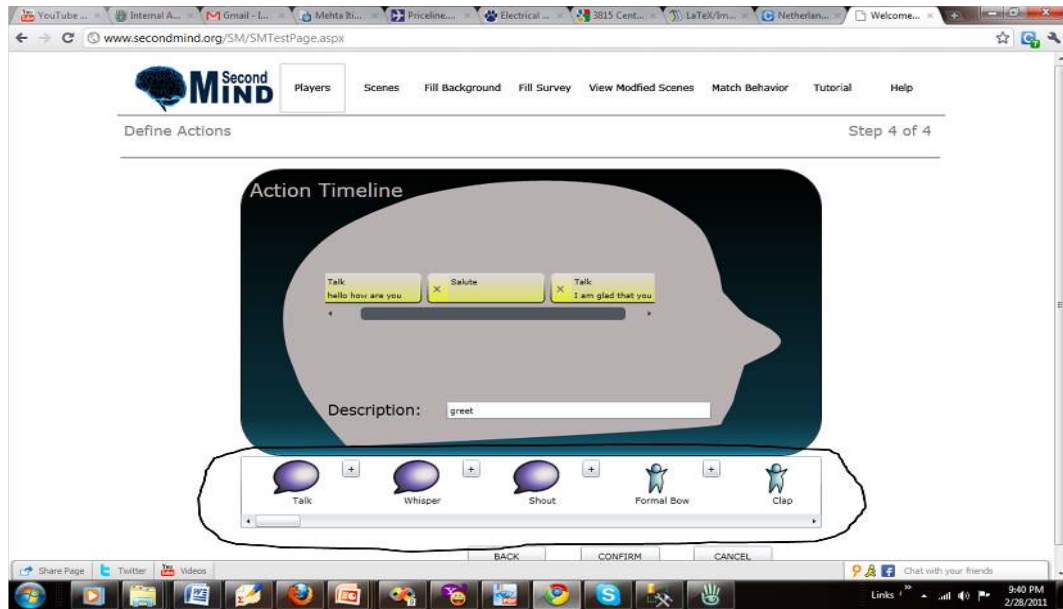 YouTube ... Internal A... Gmail - I... Mehta Iti... Priceline.... Electrical ... 3815 Cent... LaTeX/Im... Netherlan... Welcome...
www.secondmind.org/SM/SMTestPage.aspx
Second
MIND
Players Scenes Fill Background Fill Survey View Modfied Scenes Match Behavior Tutorial Help
Define Actions Step 4 of 4
Action Timeline
Talk Salute Talk
hello how are you I am glad that you
Description: greet
Talk Whisper Shout Formal Bow Clap
BACK CONFIRM CANCEL
Share Page Twitter Videos Chat with your friends
Links 9:40 PM
2/28/2011